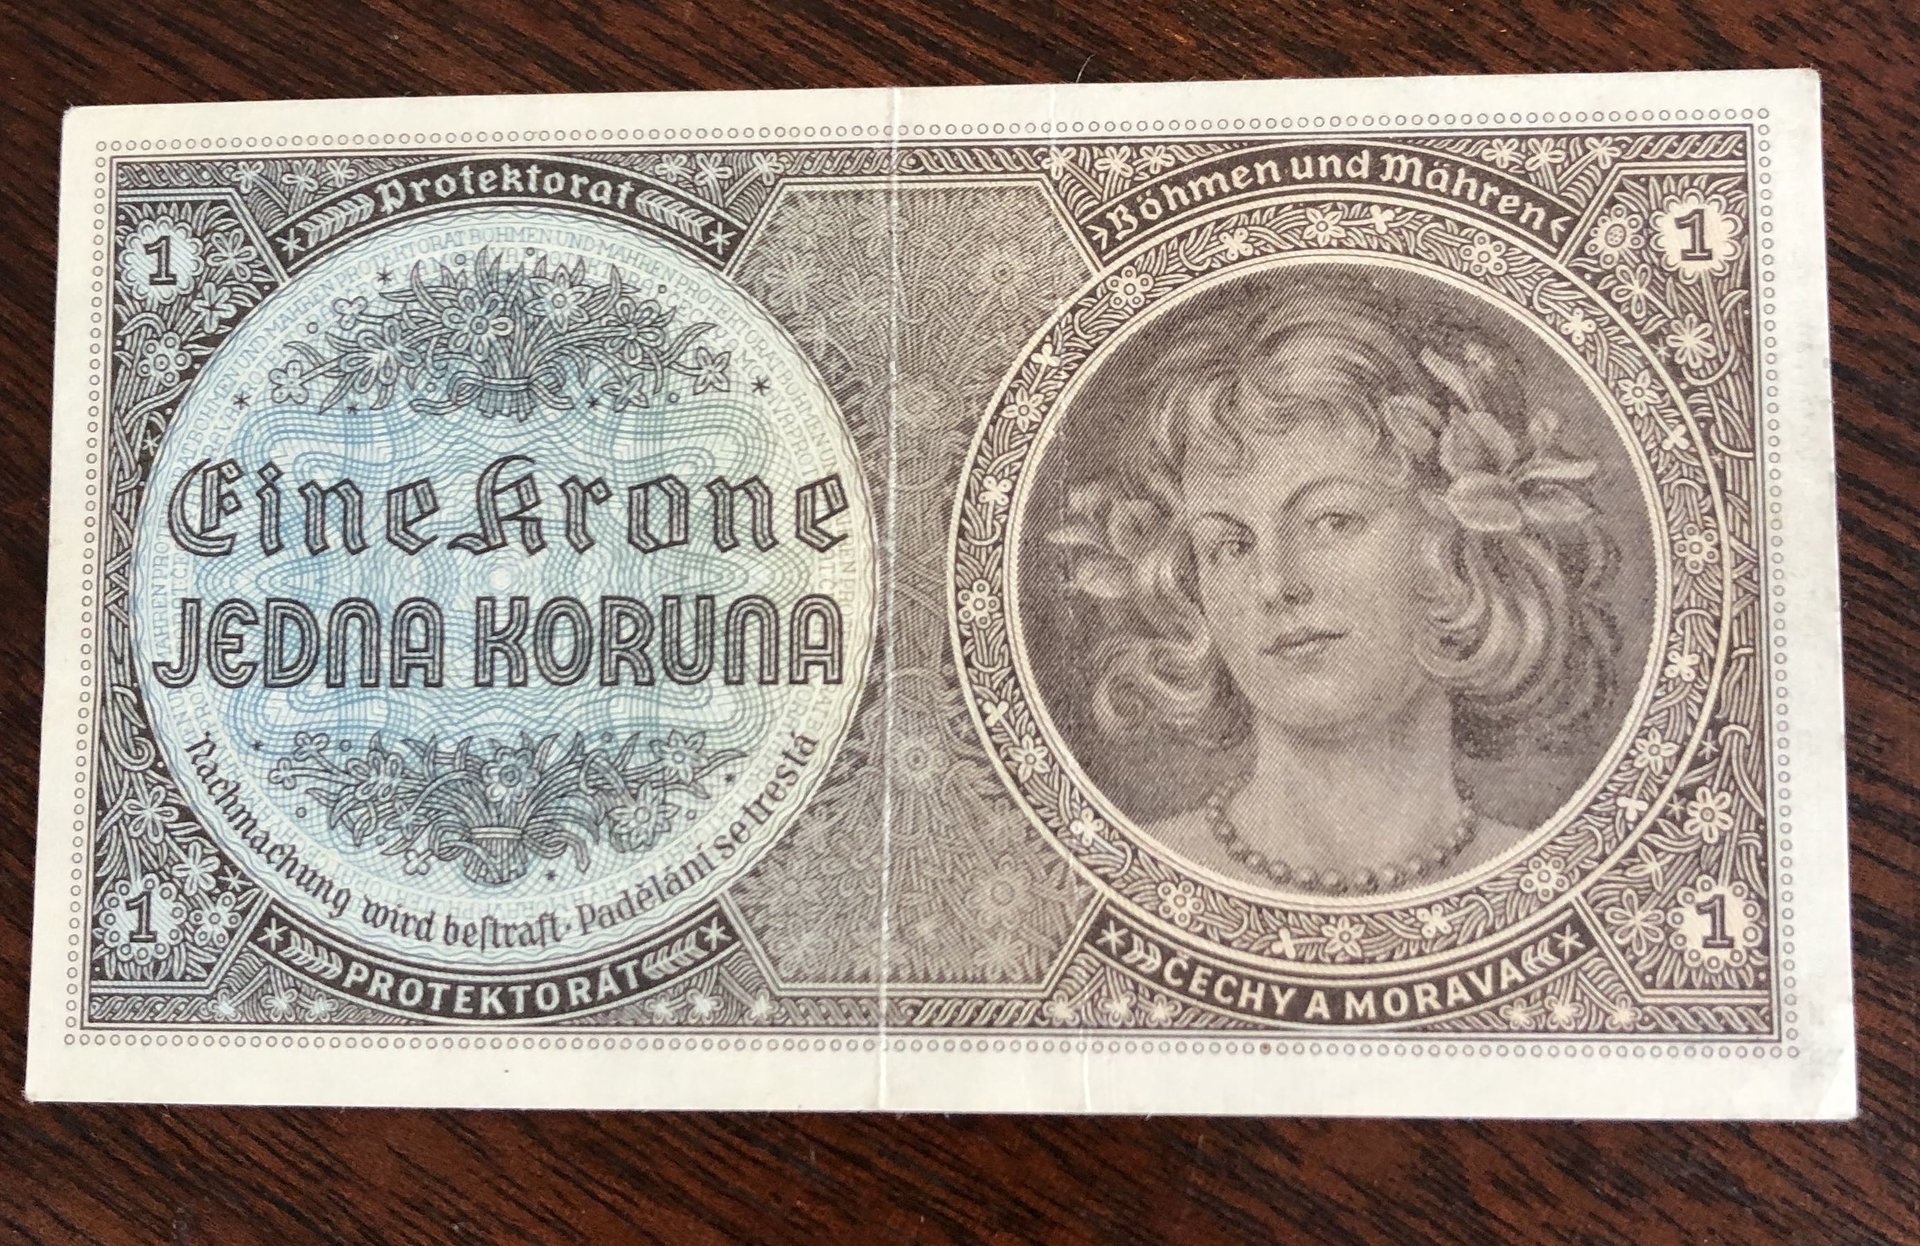 Protektorat
Böhmen und Mähren
1
1
Eine Krone
JEDNA KORUNA
Nachmachung wird bestraft · Padělání se trestá
1
1
PROTEKTORÁT
ČECHY A MORAVA